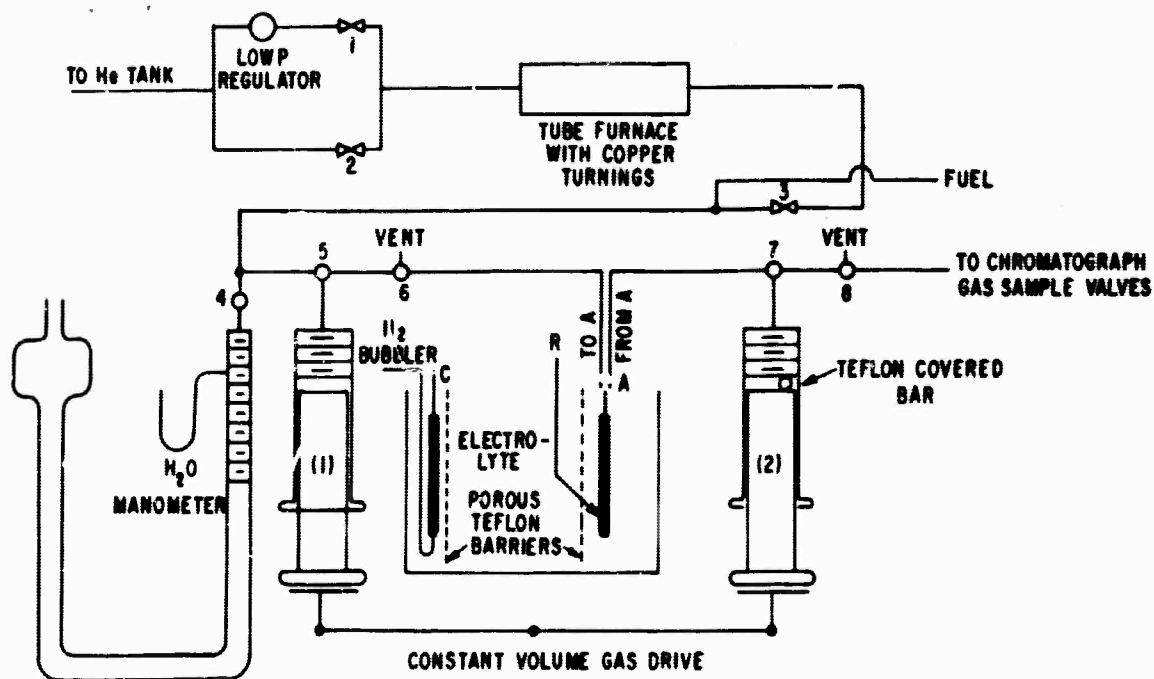 LOW P
REGULATOR
1
TO He TANK
2
TUBE FURNACE
WITH COPPER
TURNINGS
FUEL
3
VENT
5
6
4
7
VENT
8
TO CHROMATOGRAPH
GAS SAMPLE VALVES
H2
BUBBLER
C
R
TO A
FROM A
A
TEFLON COVERED
BAR
H2O
MANOMETER
(1)
ELECTRO-
LYTE
POROUS
TEFLON
BARRIERS
(2)
CONSTANT VOLUME GAS DRIVE